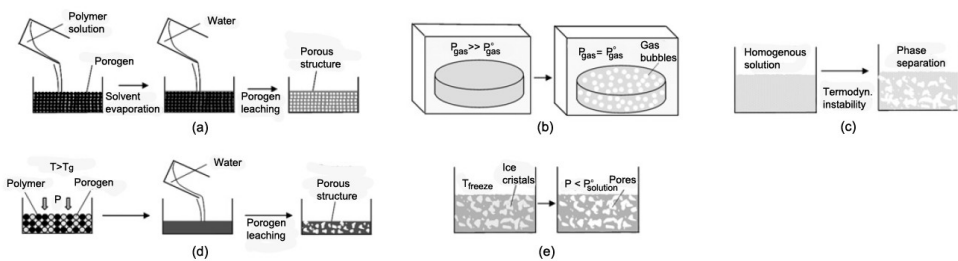 Polymer
solution
Water
Porogen
Porous
structure
Solvent
evaporation
Porogen
leaching
(a)
Pgas>> P°gas
Pgas= P°gas
Gas
bubbles
(b)
Homogenous
solution
Phase
separation
Termodyn.
instability
(c)
T>Tg
Polymer
Porogen
P
Water
Porous
structure
Porogen
leaching
(d)
Tfreeze
Ice
cristals
P < P°solution
Pores
(e)